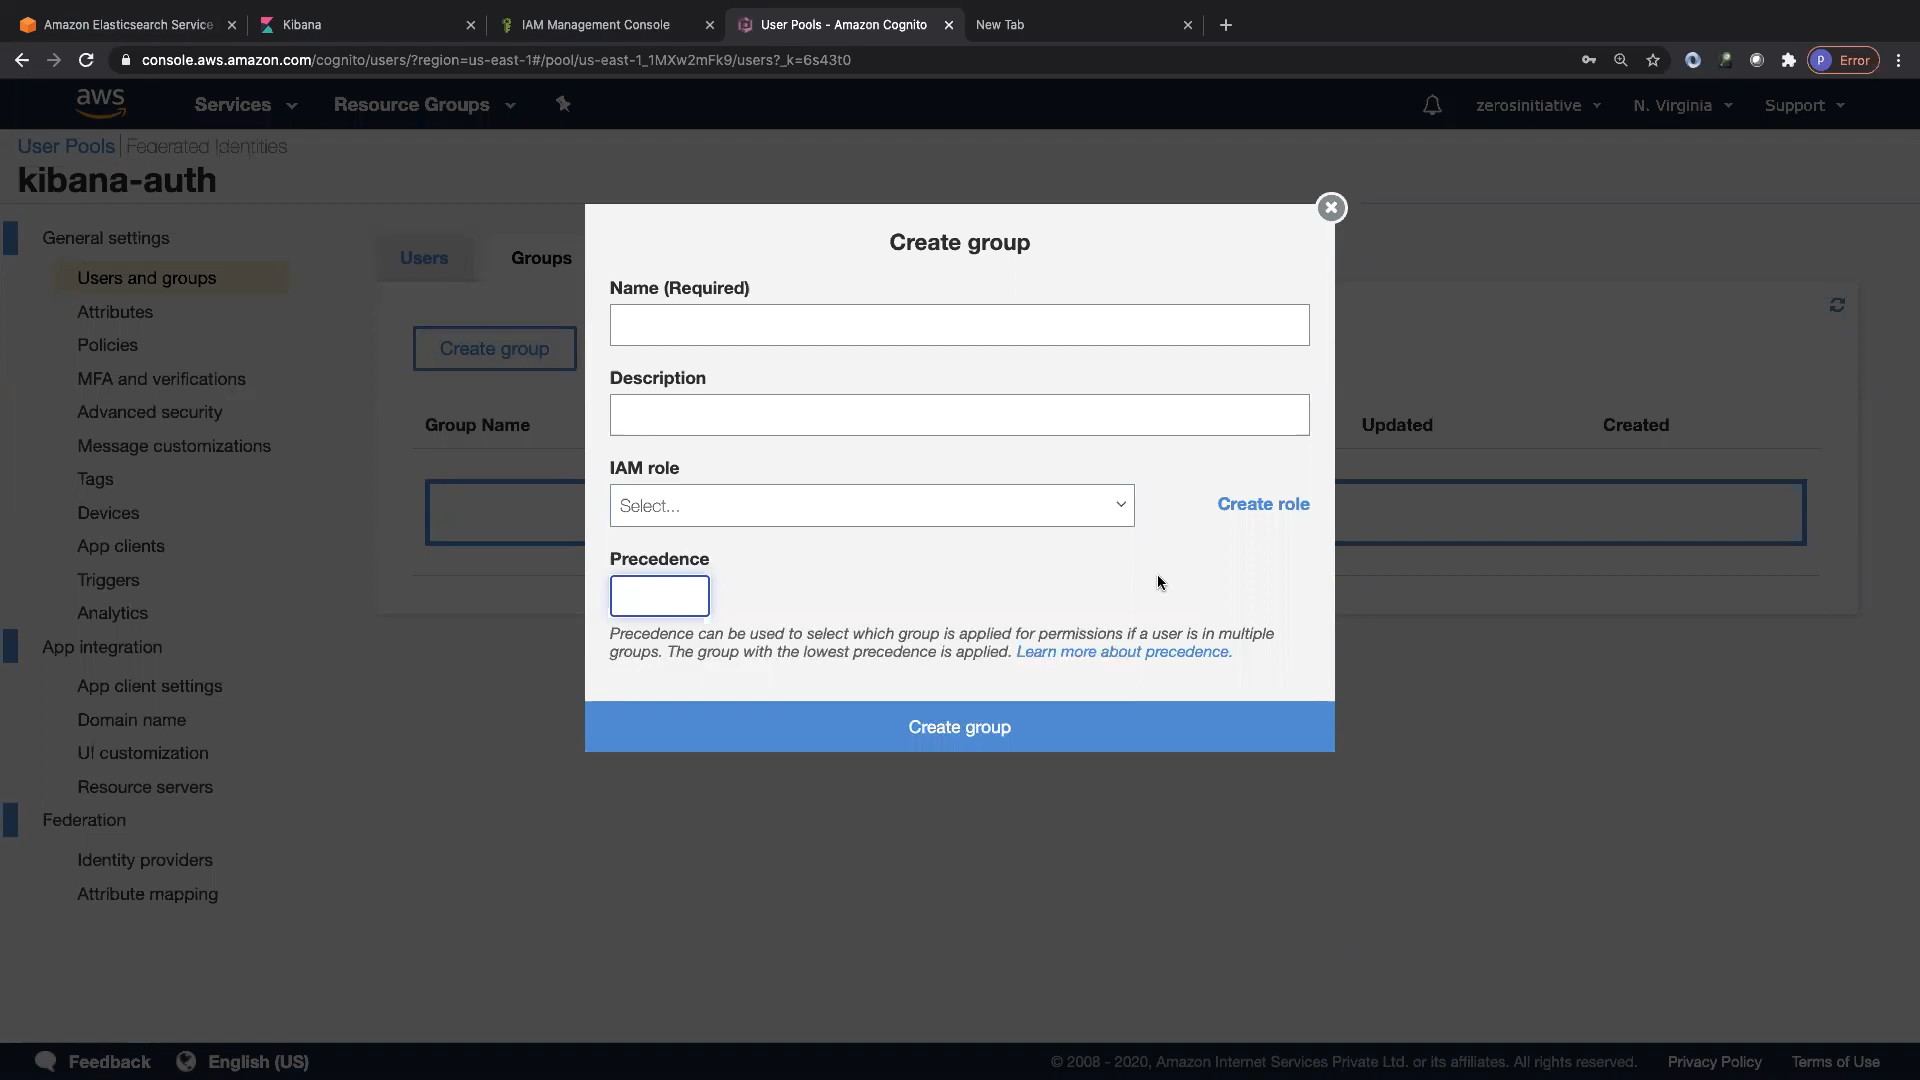 Amazon Elasticsearch Service
Kibana
IAM Management Console
User Pools - Amazon Cognito
New Tab
console.aws.amazon.com/cognito/users/?region=us-east-1#/pool/us-east-1_1MXw2mFk9/users?_k=6s43t0
P
Error
aws
Services
Resource Groups
zerosinitiative
N. Virginia
Support
User Pools
Federated Identities
kibana-auth
General settings
Users and groups
Attributes
Policies
MFA and verifications
Advanced security
Message customizations
Tags
Devices
App clients
Triggers
Analytics
App integration
App client settings
Domain name
UI customization
Resource servers
Federation
Identity providers
Attribute mapping
Users
Groups
Create group
Group Name
Updated
Created
Create group
Name (Required)
Description
IAM role
Select...
Create role
Precedence
Precedence can be used to select which group is applied for permissions if a user is in multiple
groups. The group with the lowest precedence is applied. Learn more about precedence.
Create group
Feedback
English (US)
© 2008 - 2020, Amazon Internet Services Private Ltd. or its affiliates. All rights reserved.
Privacy Policy
Terms of Use